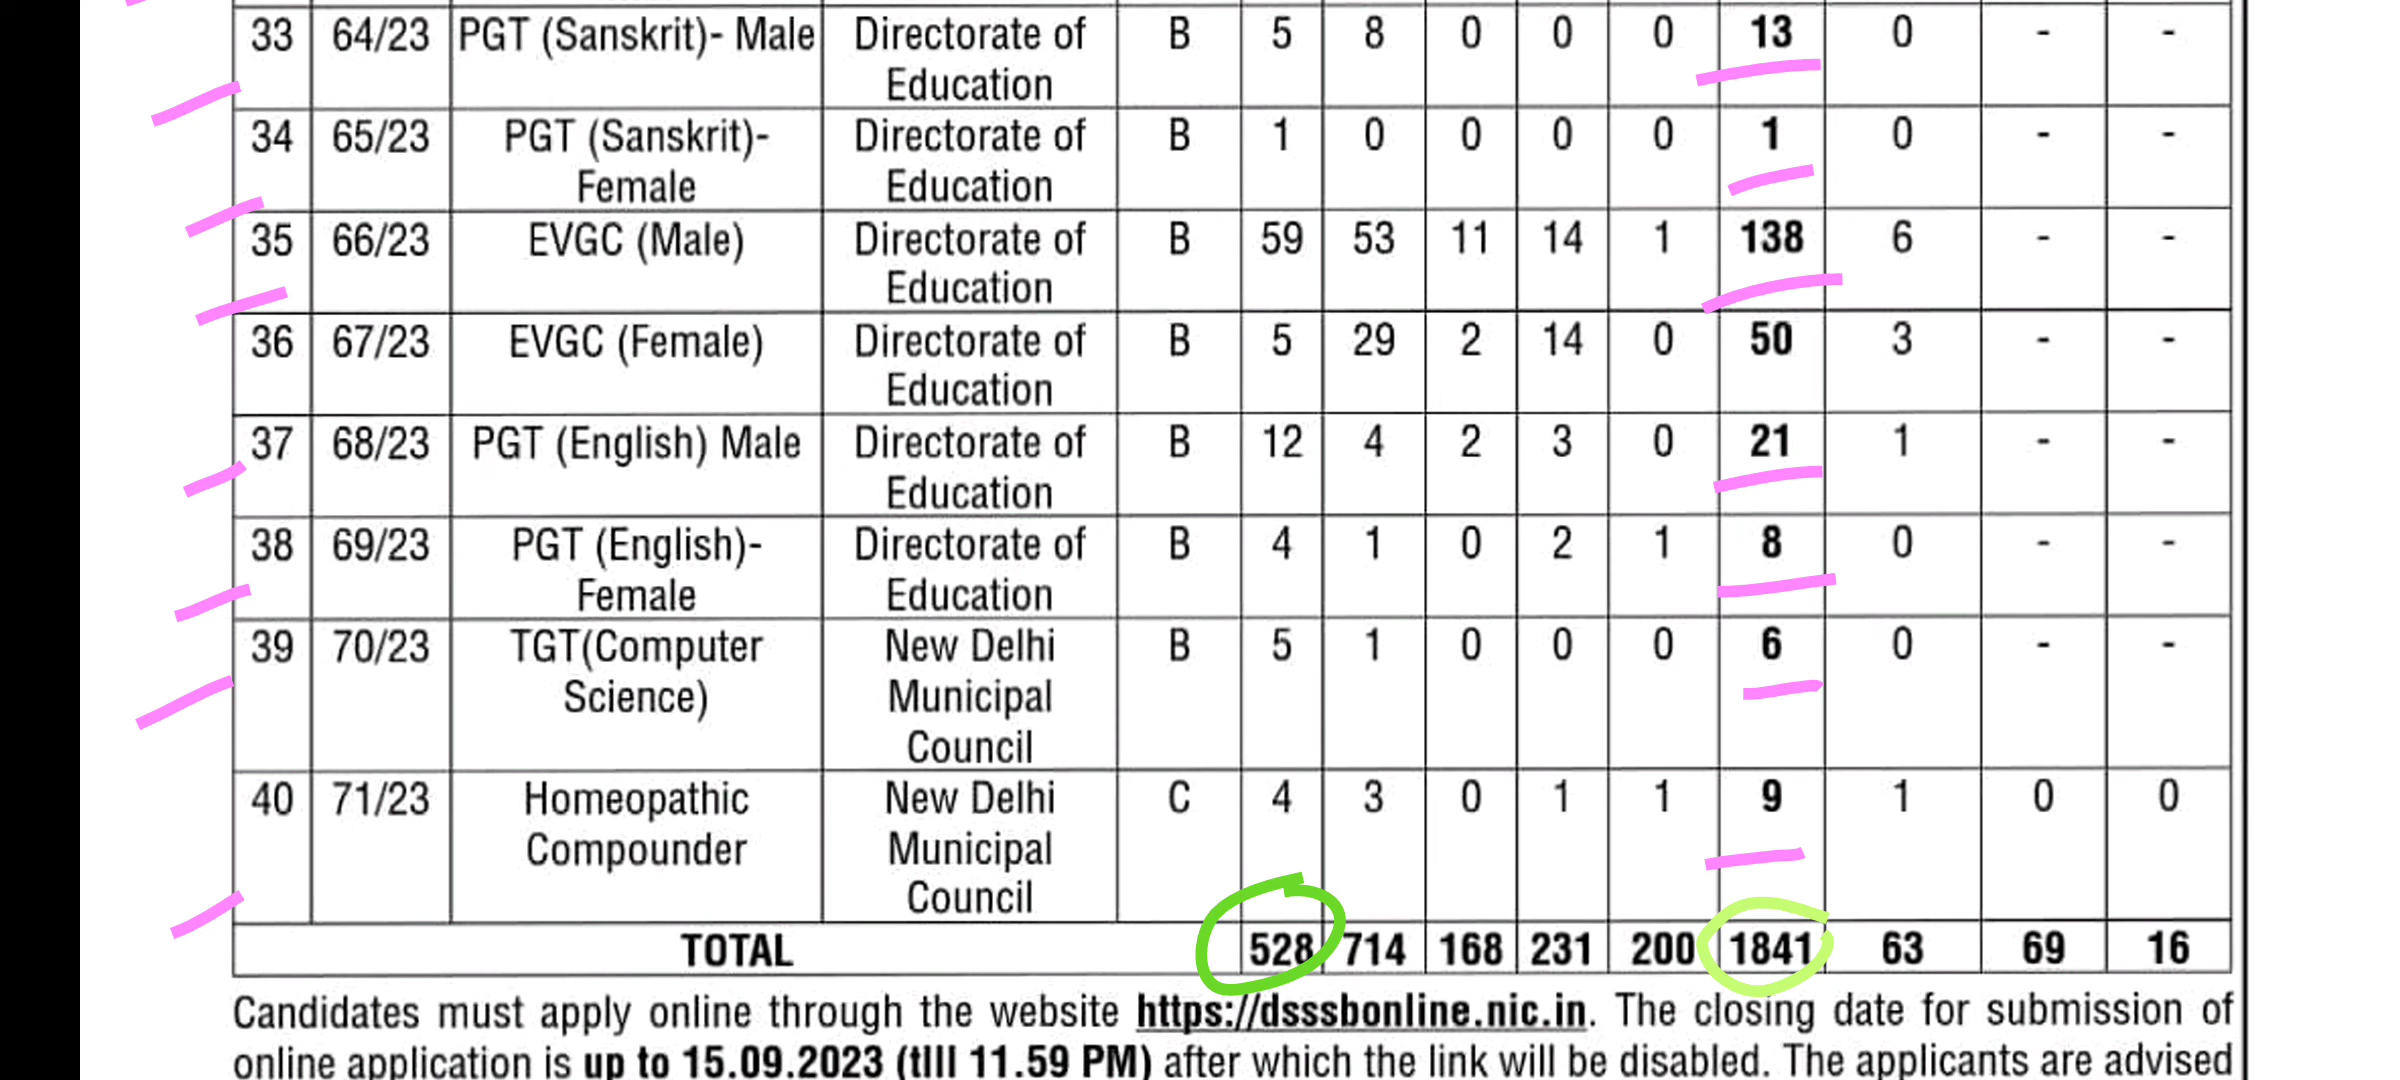 33 64/23 PGT (Sanskrit)- Male Directorate of Education B 5 8 0 0 0 13 0 - -
34 65/23 PGT (Sanskrit)- Female Directorate of Education B 1 0 0 0 0 1 0 - -
35 66/23 EVGC (Male) Directorate of Education B 59 53 11 14 1 138 6 - -
36 67/23 EVGC (Female) Directorate of Education B 5 29 2 14 0 50 3 - -
37 68/23 PGT (English) Male Directorate of Education B 12 4 2 3 0 21 1 - -
38 69/23 PGT (English)- Female Directorate of Education B 4 1 0 2 1 8 0 - -
39 70/23 TGT(Computer Science) New Delhi Municipal Council B 5 1 0 0 0 6 0 - -
40 71/23 Homeopathic Compounder New Delhi Municipal Council C 4 3 0 1 1 9 1 0 0
TOTAL 528 714 168 231 200 1841 63 69 16
Candidates must apply online through the website https://dsssbonline.nic.in. The closing date for submission of
online application is up to 15.09.2023 (tIll 11.59 PM) after which the link will be disabled. The applicants are advised